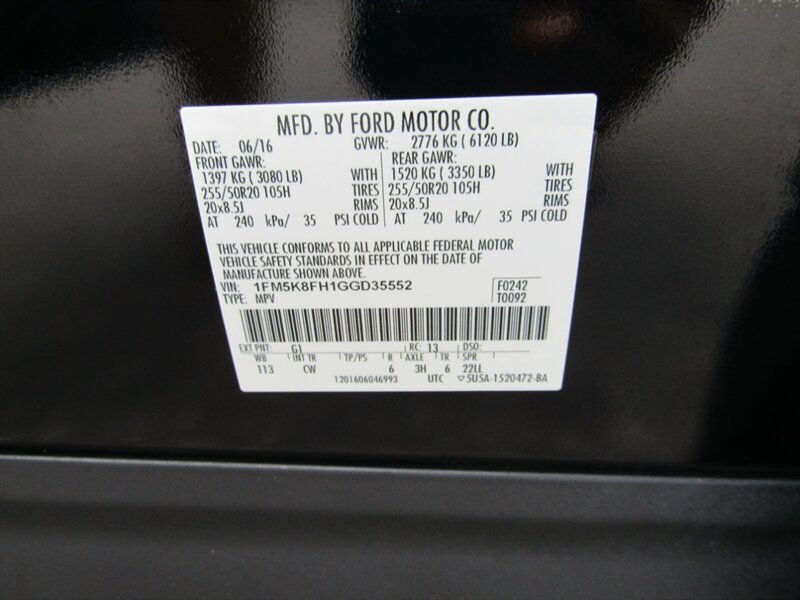 MFD. BY FORD MOTOR CO.
DATE: 06/16 GVWR: 2776 KG ( 6120 LB)
FRONT GAWR: REAR GAWR:
1397 KG ( 3080 LB) WITH 1520 KG ( 3350 LB) WITH
255/50R20 105H TIRES 255/50R20 105H TIRES
20x8.5J RIMS 20x8.5J RIMS
AT 240 kPa/ 35 PSI COLD AT 240 kPa/ 35 PSI COLD
THIS VEHICLE CONFORMS TO ALL APPLICABLE FEDERAL MOTOR
VEHICLE SAFETY STANDARDS IN EFFECT ON THE DATE OF
MANUFACTURE SHOWN ABOVE.
VIN: 1FM5K8FH1GGD35552 F0242
TYPE: MPV T0092
EXT PNT: G1 RC: 13 DSO:
WB INT TR TP/PS R AXLE TR SPR
113 CW 6 3H 6 22LL
1201606046993 UTC ▽ 5U5A-1520472-BA